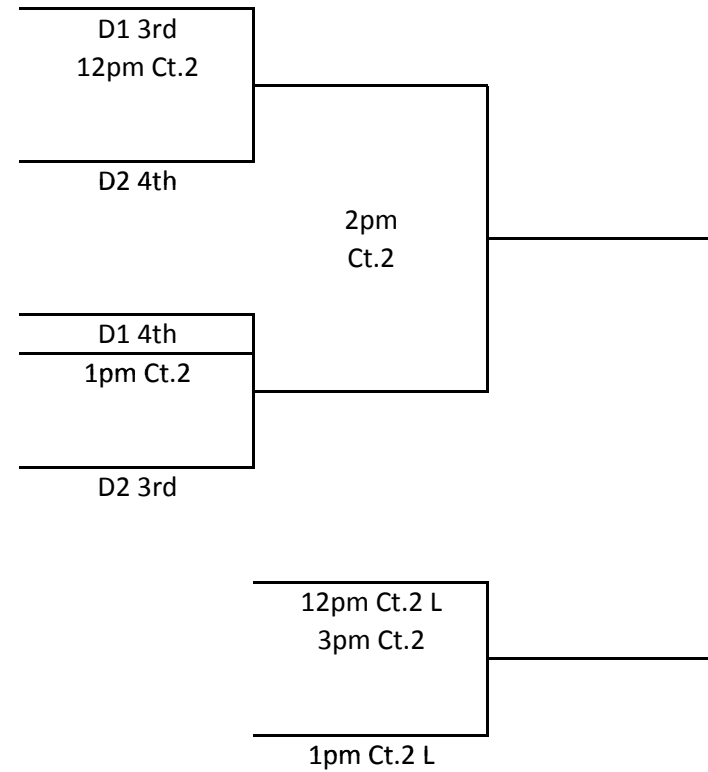 D1 3rd
12pm Ct.2
D2 4th
2pm
Ct.2
D1 4th
1pm Ct.2
D2 3rd
12pm Ct.2 L
3pm Ct.2
1pm Ct.2 L